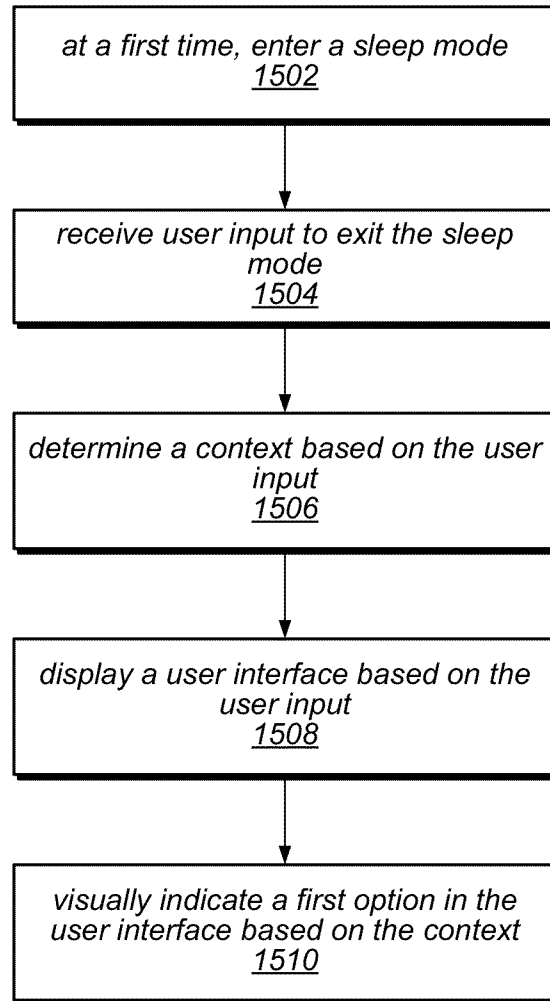 at a first time, enter a sleep mode
1502
receive user input to exit the sleep
mode
1504
determine a context based on the user
input
1506
display a user interface based on the
user input
1508
visually indicate a first option in the
user interface based on the context
1510